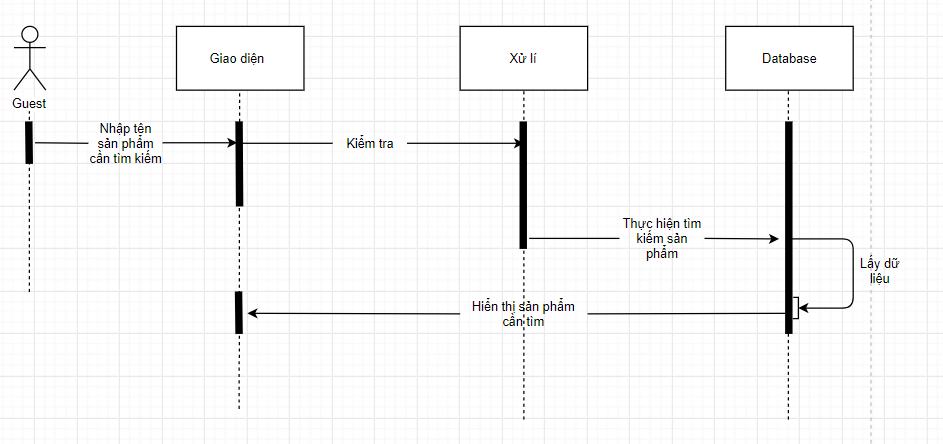 Giao diện
Xử lí
Database
Guest
Nhập tên
sản phẩm
cần tìm kiếm
Kiểm tra
Thực hiện tìm
kiếm sản
phẩm
Lấy dữ
liệu
Hiển thị sản phẩm
cần tìm